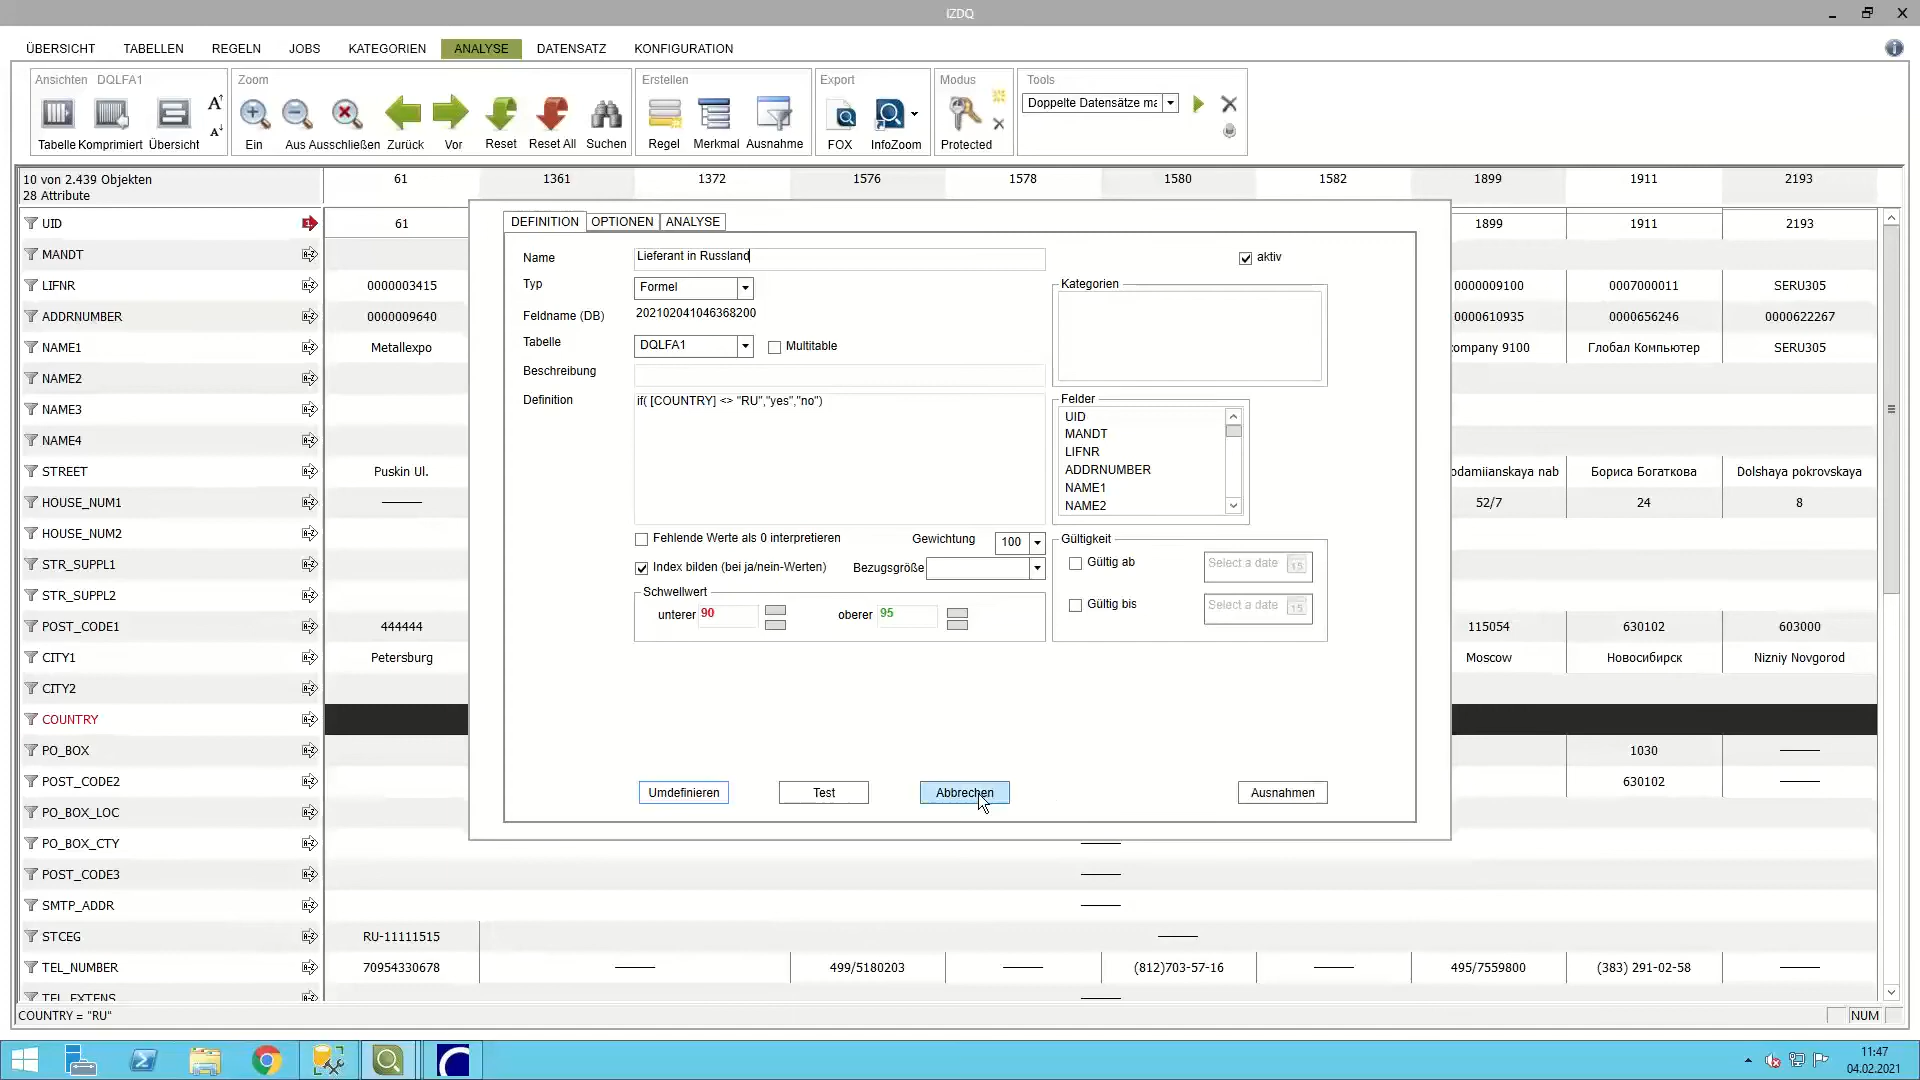 iZDQ
ÜBERSICHT TABELLEN REGELN JOBS KATEGORIEN ANALYSE DATENSATZ KONFIGURATION
Ansichten DQLFA1 Zoom Erstellen Export Modus Tools
Doppelte Datensätze ma
Tabelle Komprimiert Übersicht Ein Aus Ausschließen Zurück Vor Reset Reset All Suchen Regel Merkmal Ausnahme FOX InfoZoom Protected
10 von 2.439 Objekten
28 Attribute
61 1361 1372 1576 1578 1580 1582 1899 1911 2193
UID 61 1899 1911 2193
MANDT
LIFNR 0000003415 0000009100 0007000011 SERU305
ADDRNUMBER 0000009640 0000610935 0000656246 0000622267
NAME1 Metallexpo ompany 9100 Глобал Компьютер SERU305
NAME2
NAME3
NAME4
STREET Puskin Ul. odamiianskaya nab Бориса Богаткова Dolshaya pokrovskaya
HOUSE_NUM1 52/7 24 8
HOUSE_NUM2
STR_SUPPL1
STR_SUPPL2
POST_CODE1 444444 115054 630102 603000
CITY1 Petersburg Moscow Новосибирск Nizniy Novgorod
CITY2
COUNTRY
PO_BOX 1030
POST_CODE2 630102
PO_BOX_LOC
PO_BOX_CTY
POST_CODE3
SMTP_ADDR
STCEG RU-11111515
TEL_NUMBER 70954330678 499/5180203 (812)703-57-16 495/7559800 (383) 291-02-58
TEL_EXTENS
DEFINITION OPTIONEN ANALYSE
Name Lieferant in Russland aktiv
Typ Formel
Feldname (DB) 202102041046368200
Tabelle DQLFA1 Multitable
Beschreibung
Definition if( [COUNTRY] <> "RU","yes","no")
Kategorien
Felder
UID
MANDT
LIFNR
ADDRNUMBER
NAME1
NAME2
Fehlende Werte als 0 interpretieren Gewichtung 100
Index bilden (bei ja/nein-Werten) Bezugsgröße
Schwellwert
unterer 90 oberer 95
Gültigkeit
Gültig ab Select a date 15
Gültig bis Select a date 15
Umdefinieren Test Abbrechen Ausnahmen
COUNTRY = "RU" NUM
11:47
04.02.2021